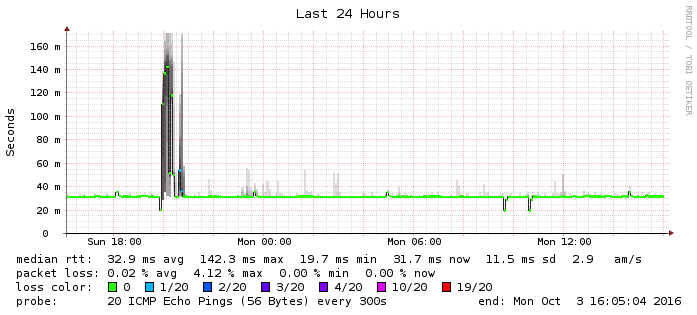 Last 24 Hours
RRDTOOL / TOBI OETIKER
Seconds
160 m
140 m
120 m
100 m
80 m
60 m
40 m
20 m
0
Sun 18:00 Mon 00:00 Mon 06:00 Mon 12:00
median rtt: 32.9 ms avg 142.3 ms max 19.7 ms min 31.7 ms now 11.5 ms sd 2.9 am/s
packet loss: 0.02 % avg 4.12 % max 0.00 % min 0.00 % now
loss color: 0 1/20 2/20 3/20 4/20 10/20 19/20
probe: 20 ICMP Echo Pings (56 Bytes) every 300s end: Mon Oct 3 16:05:04 2016